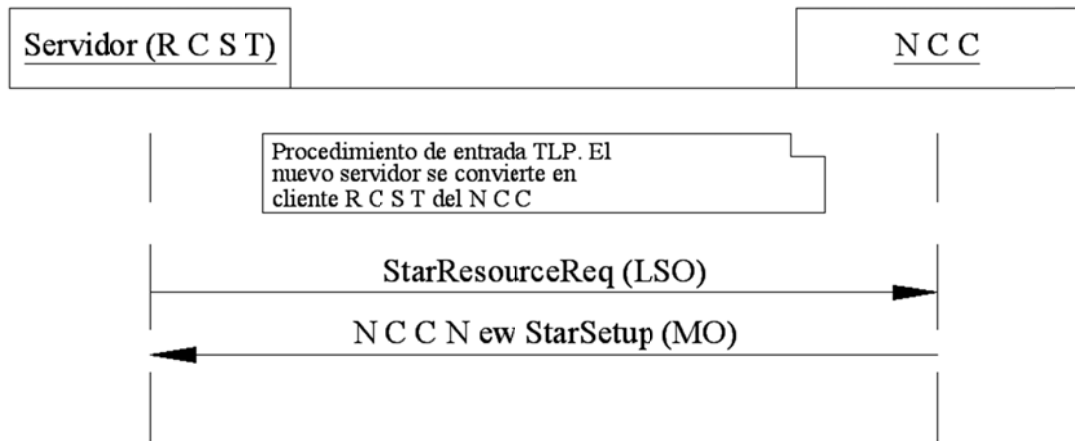 Servidor (R C S T)
N C C
Procedimiento de entrada TLP. El
nuevo servidor se convierte en
cliente R C S T del N C C
StarResourceReq (LSO)
N C C N ew StarSetup (MO)